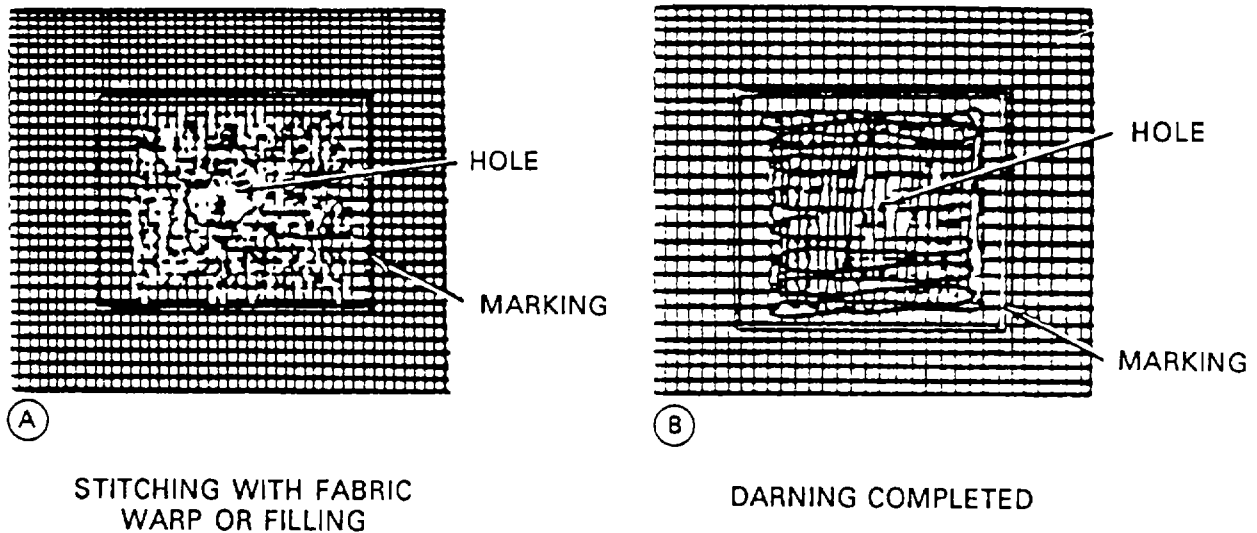 HOLE
MARKING
A
STITCHING WITH FABRIC
WARP OR FILLING
HOLE
MARKING
B
DARNING COMPLETED